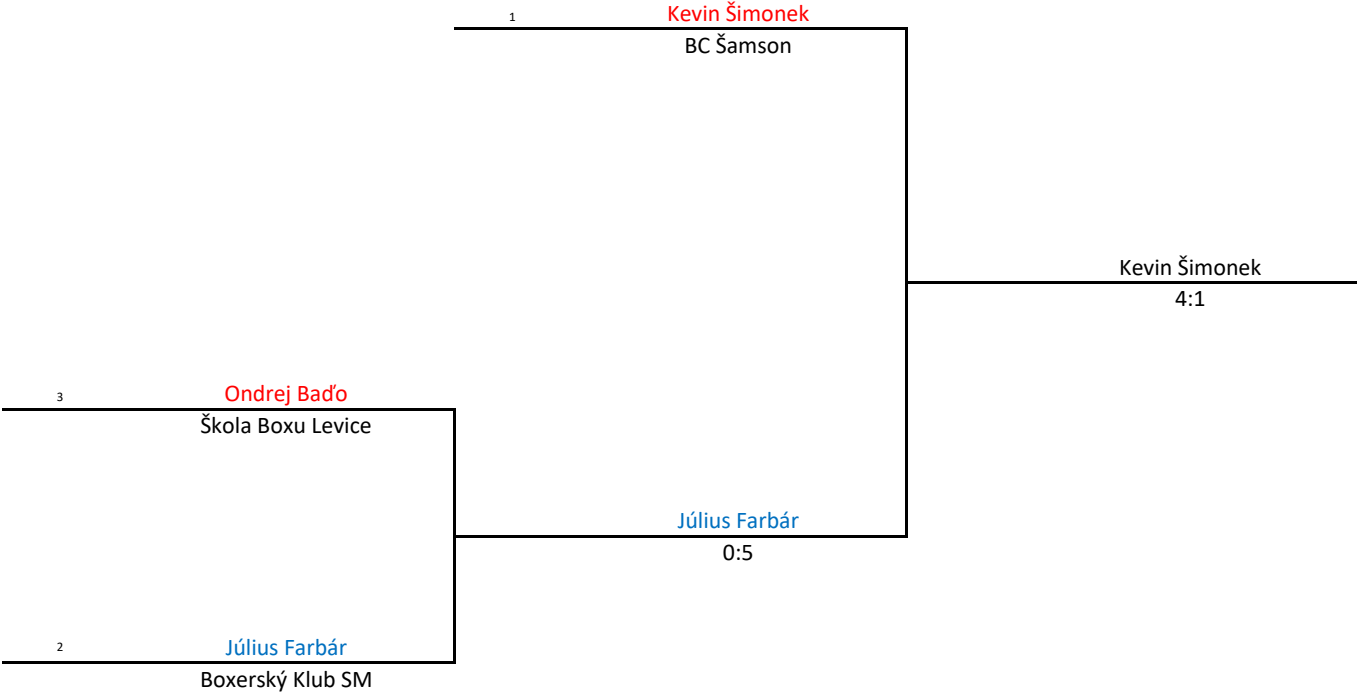 1 Kevin Šimonek
BC Šamson
Kevin Šimonek
4:1
3 Ondrej Baďo
Škola Boxu Levice
Július Farbár
0:5
2 Július Farbár
Boxerský Klub SM